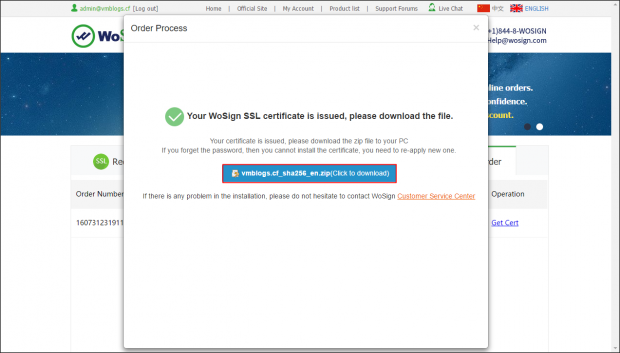 admin@vmblogs.cf [Log out]
Home | Official Site | My Account | Product list | Support Forums
Live Chat
中文
ENGLISH
Order Process
×
WoS
+1)844-8-WOSIGN
Help@wosign.com
nline orders.
onfidence.
scount.
Your WoSign SSL certificate is issued, please download the file.
Your certificate is issued, please download the zip file to your PC
If you forget the password, then you cannot install the certificate, you need to re-apply new one.
SSL Re
rder
vmblogs.cf_sha256_en.zip(Click to download)
Order Number
Operation
If there is any problem in the installation, please do not hesitate to contact WoSign Customer Service Center
160731231911
Get Cert